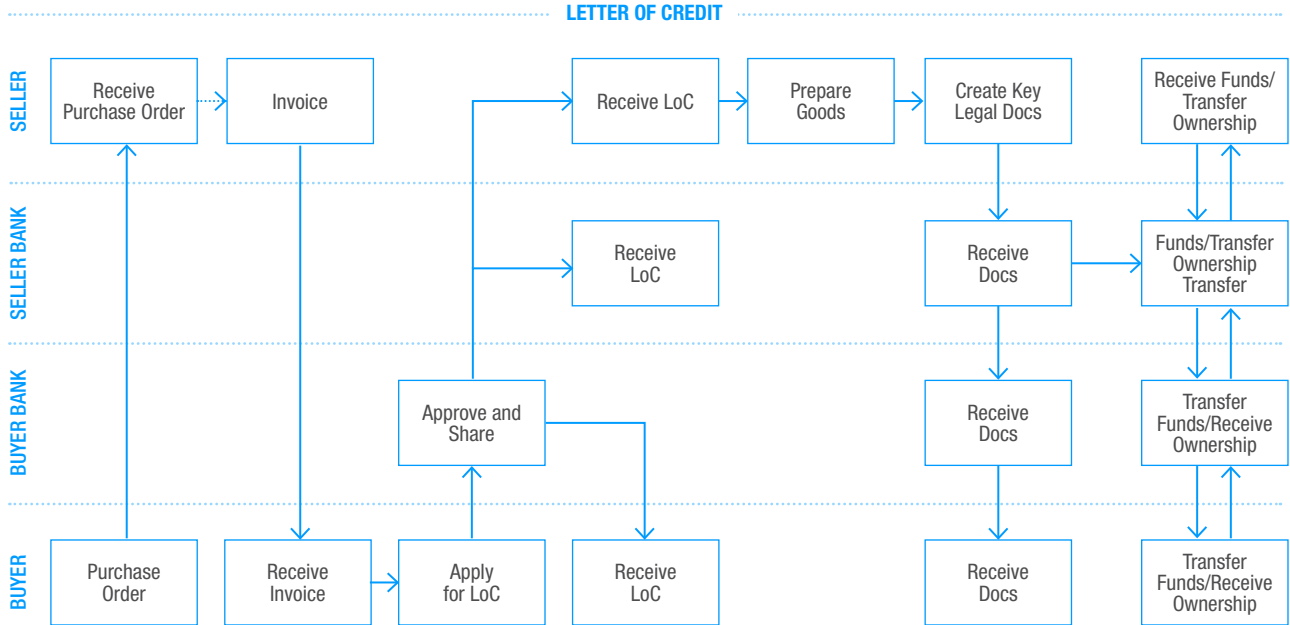 LETTER OF CREDIT
SELLER
Receive
Purchase Order
Invoice
Receive LoC
Prepare
Goods
Create Key
Legal Docs
Receive Funds/
Transfer
Ownership
SELLER BANK
Receive
LoC
Receive
Docs
Funds/Transfer
Ownership
Transfer
BUYER BANK
Approve and
Share
Receive
Docs
Transfer
Funds/Receive
Ownership
BUYER
Purchase
Order
Receive
Invoice
Apply
for LoC
Receive
LoC
Receive
Docs
Transfer
Funds/Receive
Ownership